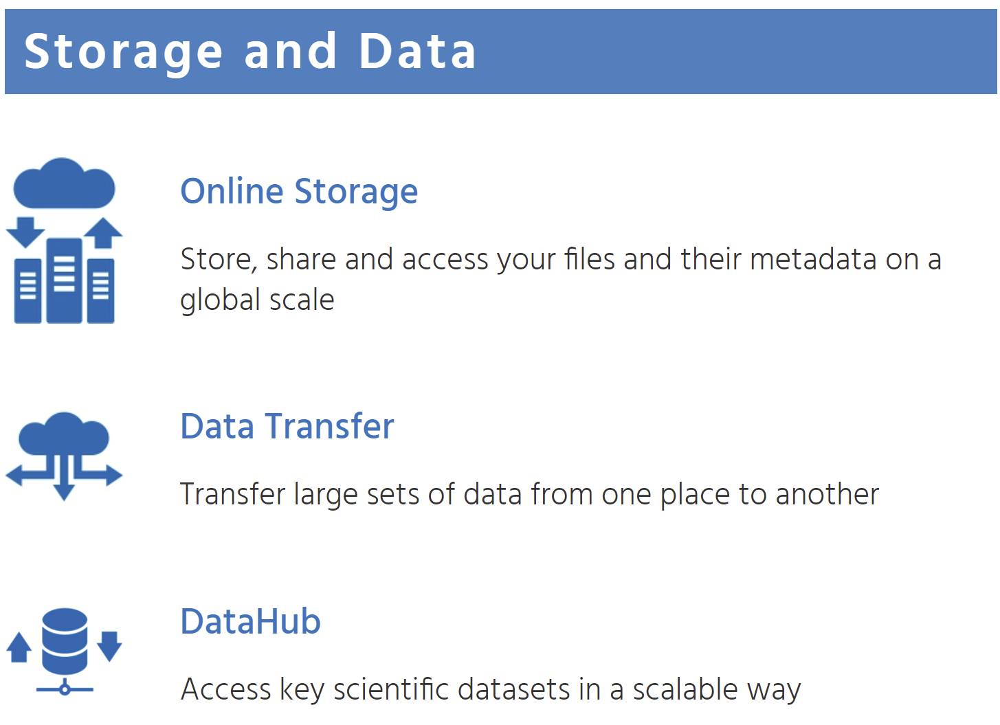 Storage and Data
Online Storage
Store, share and access your files and their metadata on a
global scale
Data Transfer
Transfer large sets of data from one place to another
DataHub
Access key scientific datasets in a scalable way